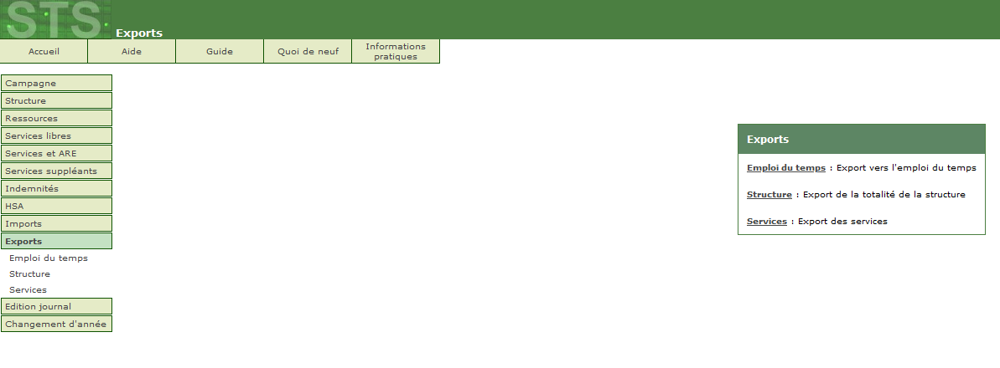 STS
Exports
Accueil
Aide
Guide
Quoi de neuf
Informations
pratiques
Campagne
Structure
Ressources
Services libres
Services et ARE
Services suppléants
Indemnités
HSA
Imports
Exports
Emploi du temps
Structure
Services
Edition journal
Changement d'année
Exports
Emploi du temps : Export vers l'emploi du temps
Structure : Export de la totalité de la structure
Services : Export des services